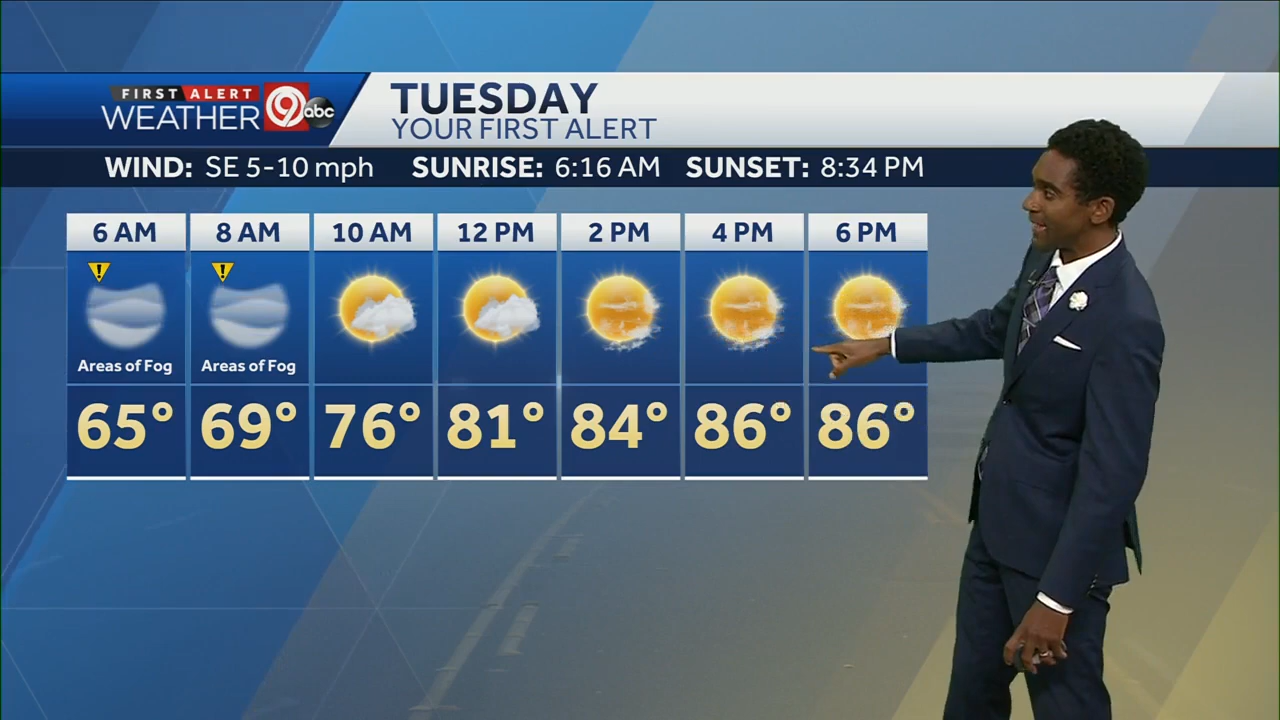 FIRST ALERT
WEATHER 9 abc
TUESDAY
YOUR FIRST ALERT
WIND: SE 5-10 mph SUNRISE: 6:16 AM SUNSET: 8:34 PM
6 AM 8 AM 10 AM 12 PM 2 PM 4 PM 6 PM
! !
Areas of Fog Areas of Fog
65° 69° 76° 81° 84° 86° 86°